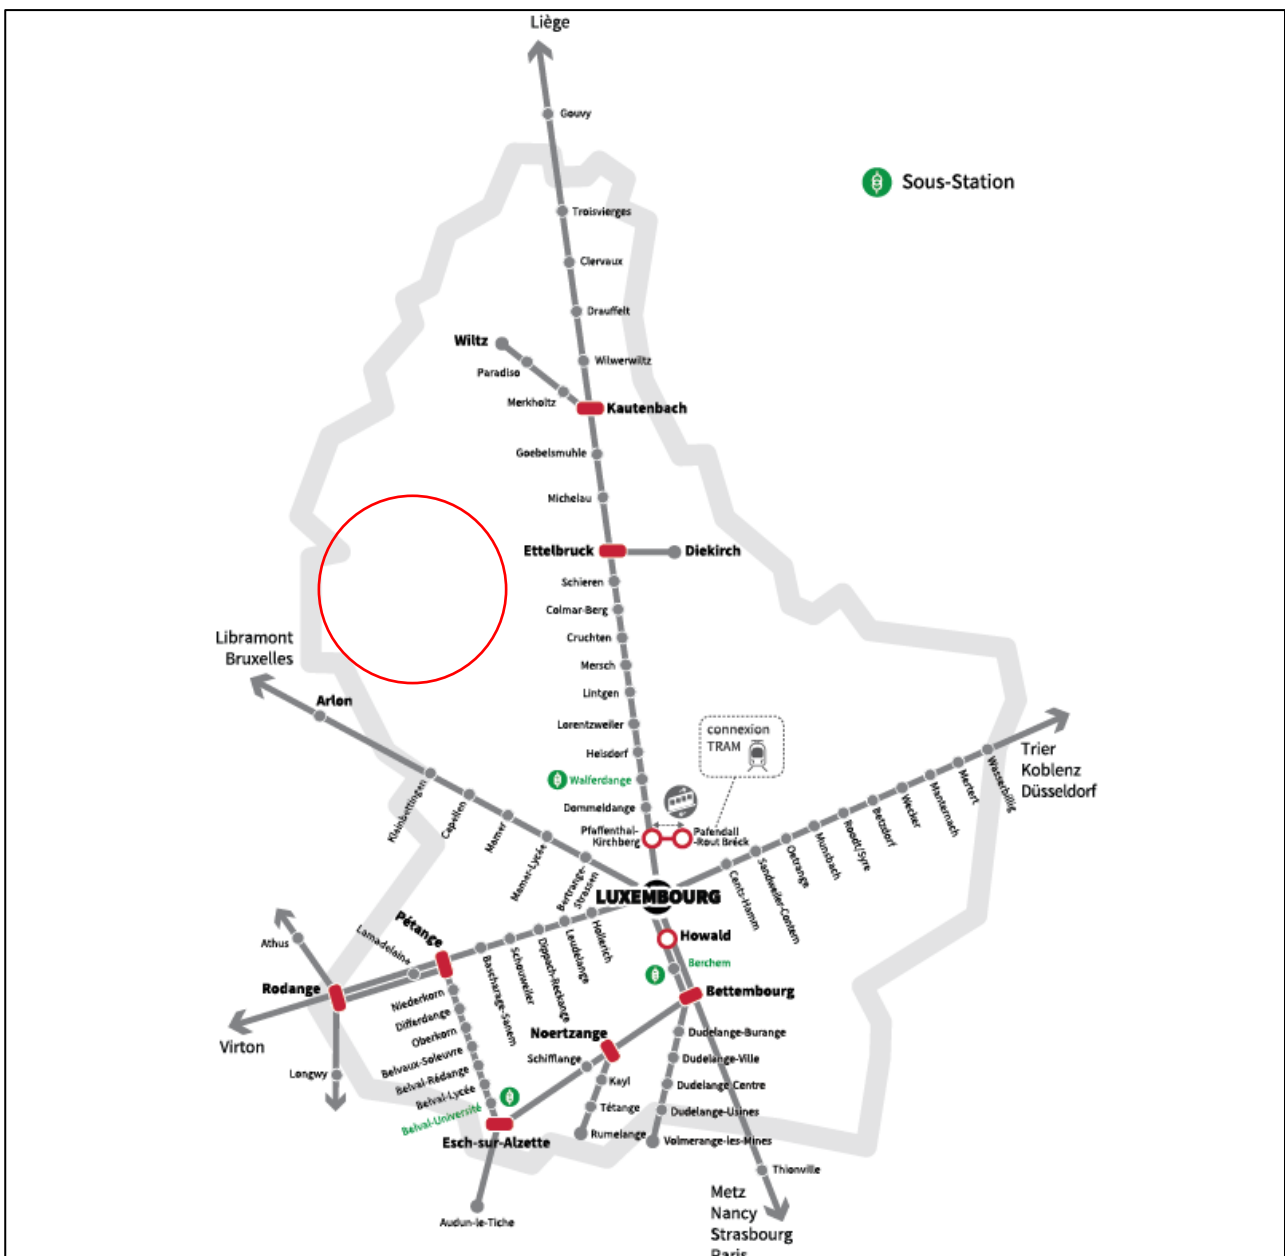 Liège
Gouvy
Sous-Station
Troisvierges
Clervaux
Drauffelt
Wiltz
Wilwerwiltz
Paradiso
Merkholtz
Kautenbach
Goebelsmuhle
Michelau
Ettelbruck
Diekirch
Schieren
Colmar-Berg
Cruchten
Libramont
Bruxelles
Mersch
Lintgen
Arlon
Lorentzweiler
connexion
TRAM
Heisdorf
Trier
Koblenz
Düsseldorf
Wasserbillig
Mertert
Manternach
Wecker
Betzdorf
Roodt/Syre
Munsbach
Oetrange
Sandweiler-Contern
Cents-Hamm
Walferdange
Dommeldange
Pfaffenthal-
Kirchberg
Pafendall
-Rout Bréck
Kleinbettingen
Capellen
Mamer
Mamer-Lycée
Bertrange-
Strassen
LUXEMBOURG
Hollerich
Leudelange
Dippach-Reckange
Schouweiler
Bascharage-Sanem
Pétange
Lamadelaine
Athus
Rodange
Virton
Longwy
Howald
Berchem
Bettembourg
Niederkorn
Differdange
Oberkorn
Belvaux-Soleuvre
Belval-Rédange
Belval-Lycée
Belval-Université
Noertzange
Schifflange
Dudelange-Burange
Dudelange-Ville
Dudelange Centre
Dudelange-Usines
Volmerange-les-Mines
Kayl
Tétange
Rumelange
Esch-sur-Alzette
Audun-le-Tiche
Thionville
Metz
Nancy
Strasbourg
Paris